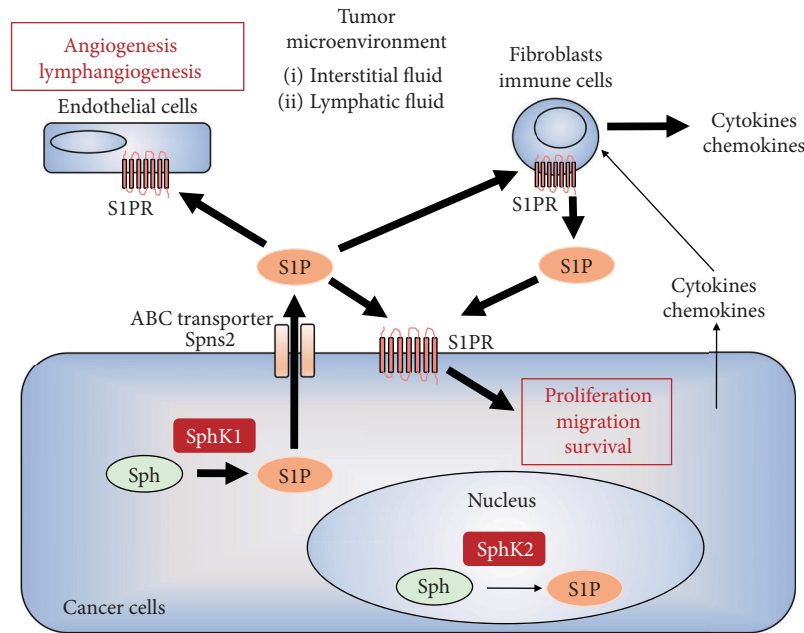 Angiogenesis
lymphangiogenesis
Endothelial cells
S1PR
Tumor
microenvironment
(i) Interstitial fluid
(ii) Lymphatic fluid
Fibroblasts
immune cells
S1PR
Cytokines
chemokines
S1P
S1P
Cytokines
chemokines
ABC transporter
Spns2
S1PR
Proliferation
migration
survival
SphK1
Sph
S1P
Nucleus
SphK2
Sph
S1P
Cancer cells